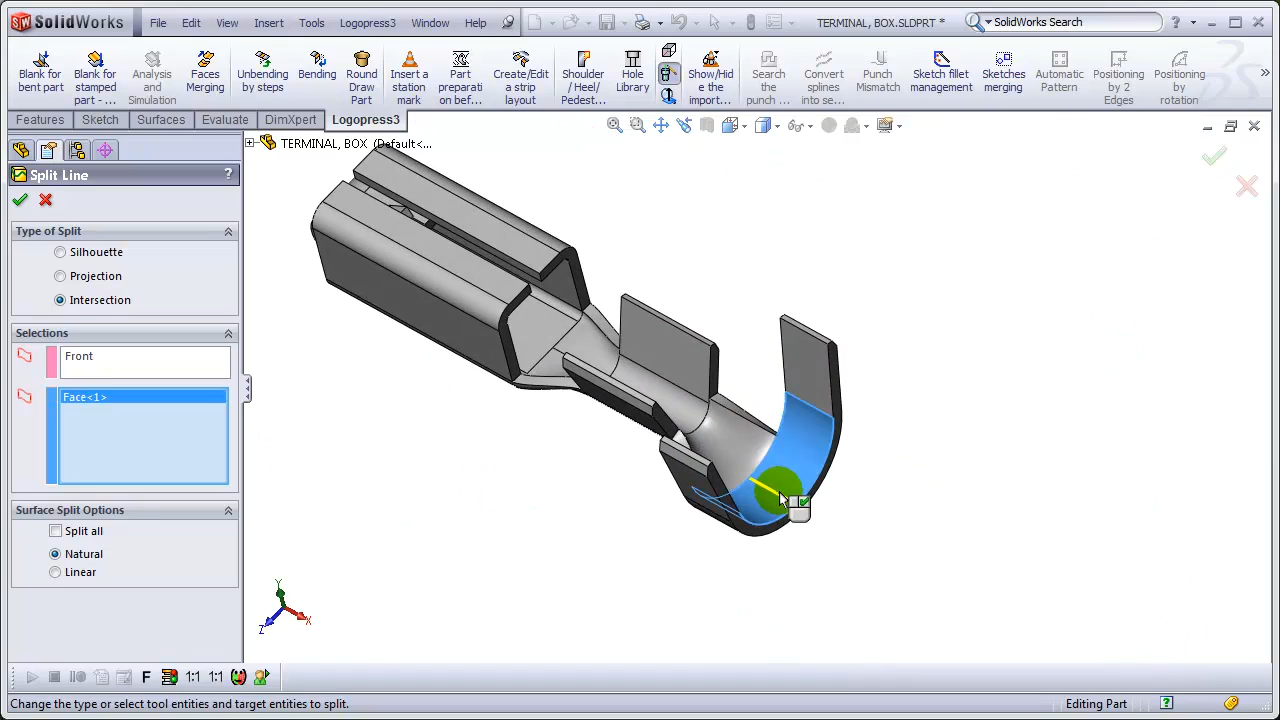 SolidWorks File Edit View Insert Tools Logopress3 Window Help TERMINAL, BOX.SLDPRT * SolidWorks Search
Blank for bent part
Blank for stamped part - ...
Analysis and Simulation
Faces Merging
Unbending by steps
Bending
Round Draw Part
Insert a station mark
Part preparati on bef...
Create/Edit a strip layout
Shoulder / Heel / Pedest...
Hole Library
Show/Hid e the import...
Search the punch ...
Convert splines into se...
Punch Mismatch
Sketch fillet management
Sketches merging
Automatic Pattern
Positioning by 2 Edges
Positioning by rotation
Features Sketch Surfaces Evaluate DimXpert Logopress3
TERMINAL, BOX (Default<...
Split Line ?
Type of Split
Silhouette
Projection
Intersection
Selections
Front
Face<1>
Surface Split Options
Split all
Natural
Linear
Y
X
Z
F 1:1 1:1
Change the type or select tool entities and target entities to split. Editing Part